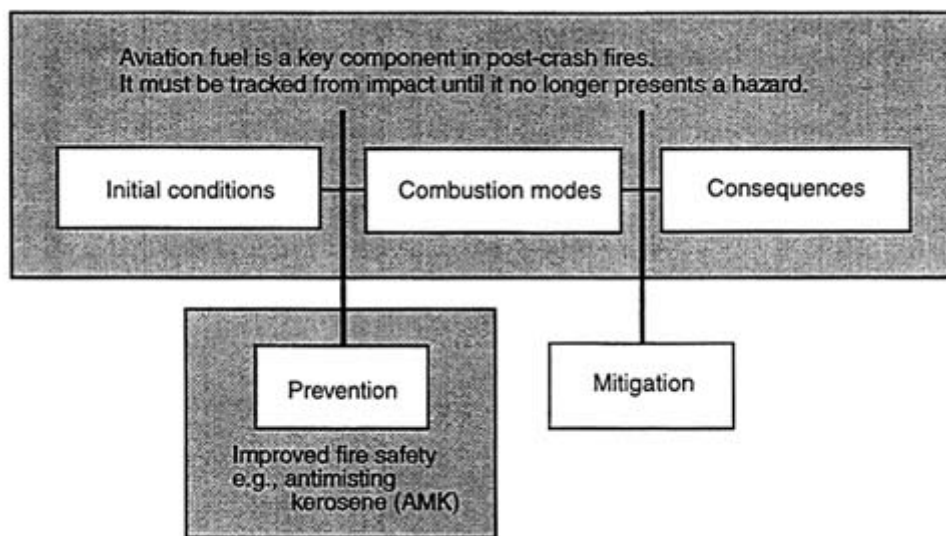 Aviation fuel is a key component in post-crash fires.
It must be tracked from impact until it no longer presents a hazard.
Initial conditions
Combustion modes
Consequences
Prevention
Mitigation
Improved fire safety
e.g., antimisting
kerosene (AMK)